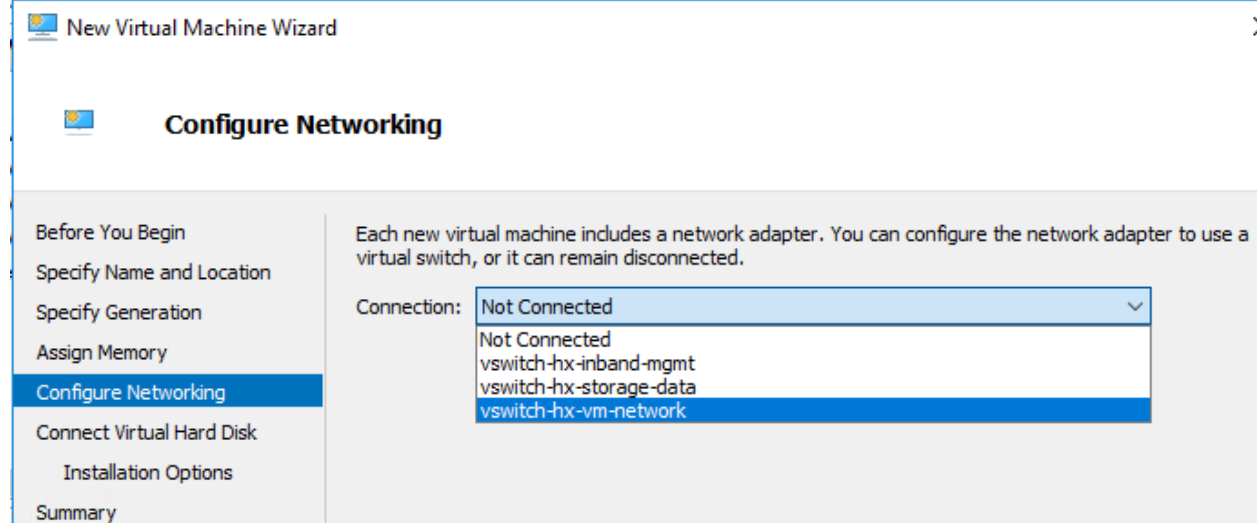 New Virtual Machine Wizard
Configure Networking
Before You Begin
Specify Name and Location
Specify Generation
Assign Memory
Configure Networking
Connect Virtual Hard Disk
Installation Options
Summary
Each new virtual machine includes a network adapter. You can configure the network adapter to use a
virtual switch, or it can remain disconnected.
Connection: Not Connected
Not Connected
vswitch-hx-inband-mgmt
vswitch-hx-storage-data
vswitch-hx-vm-network